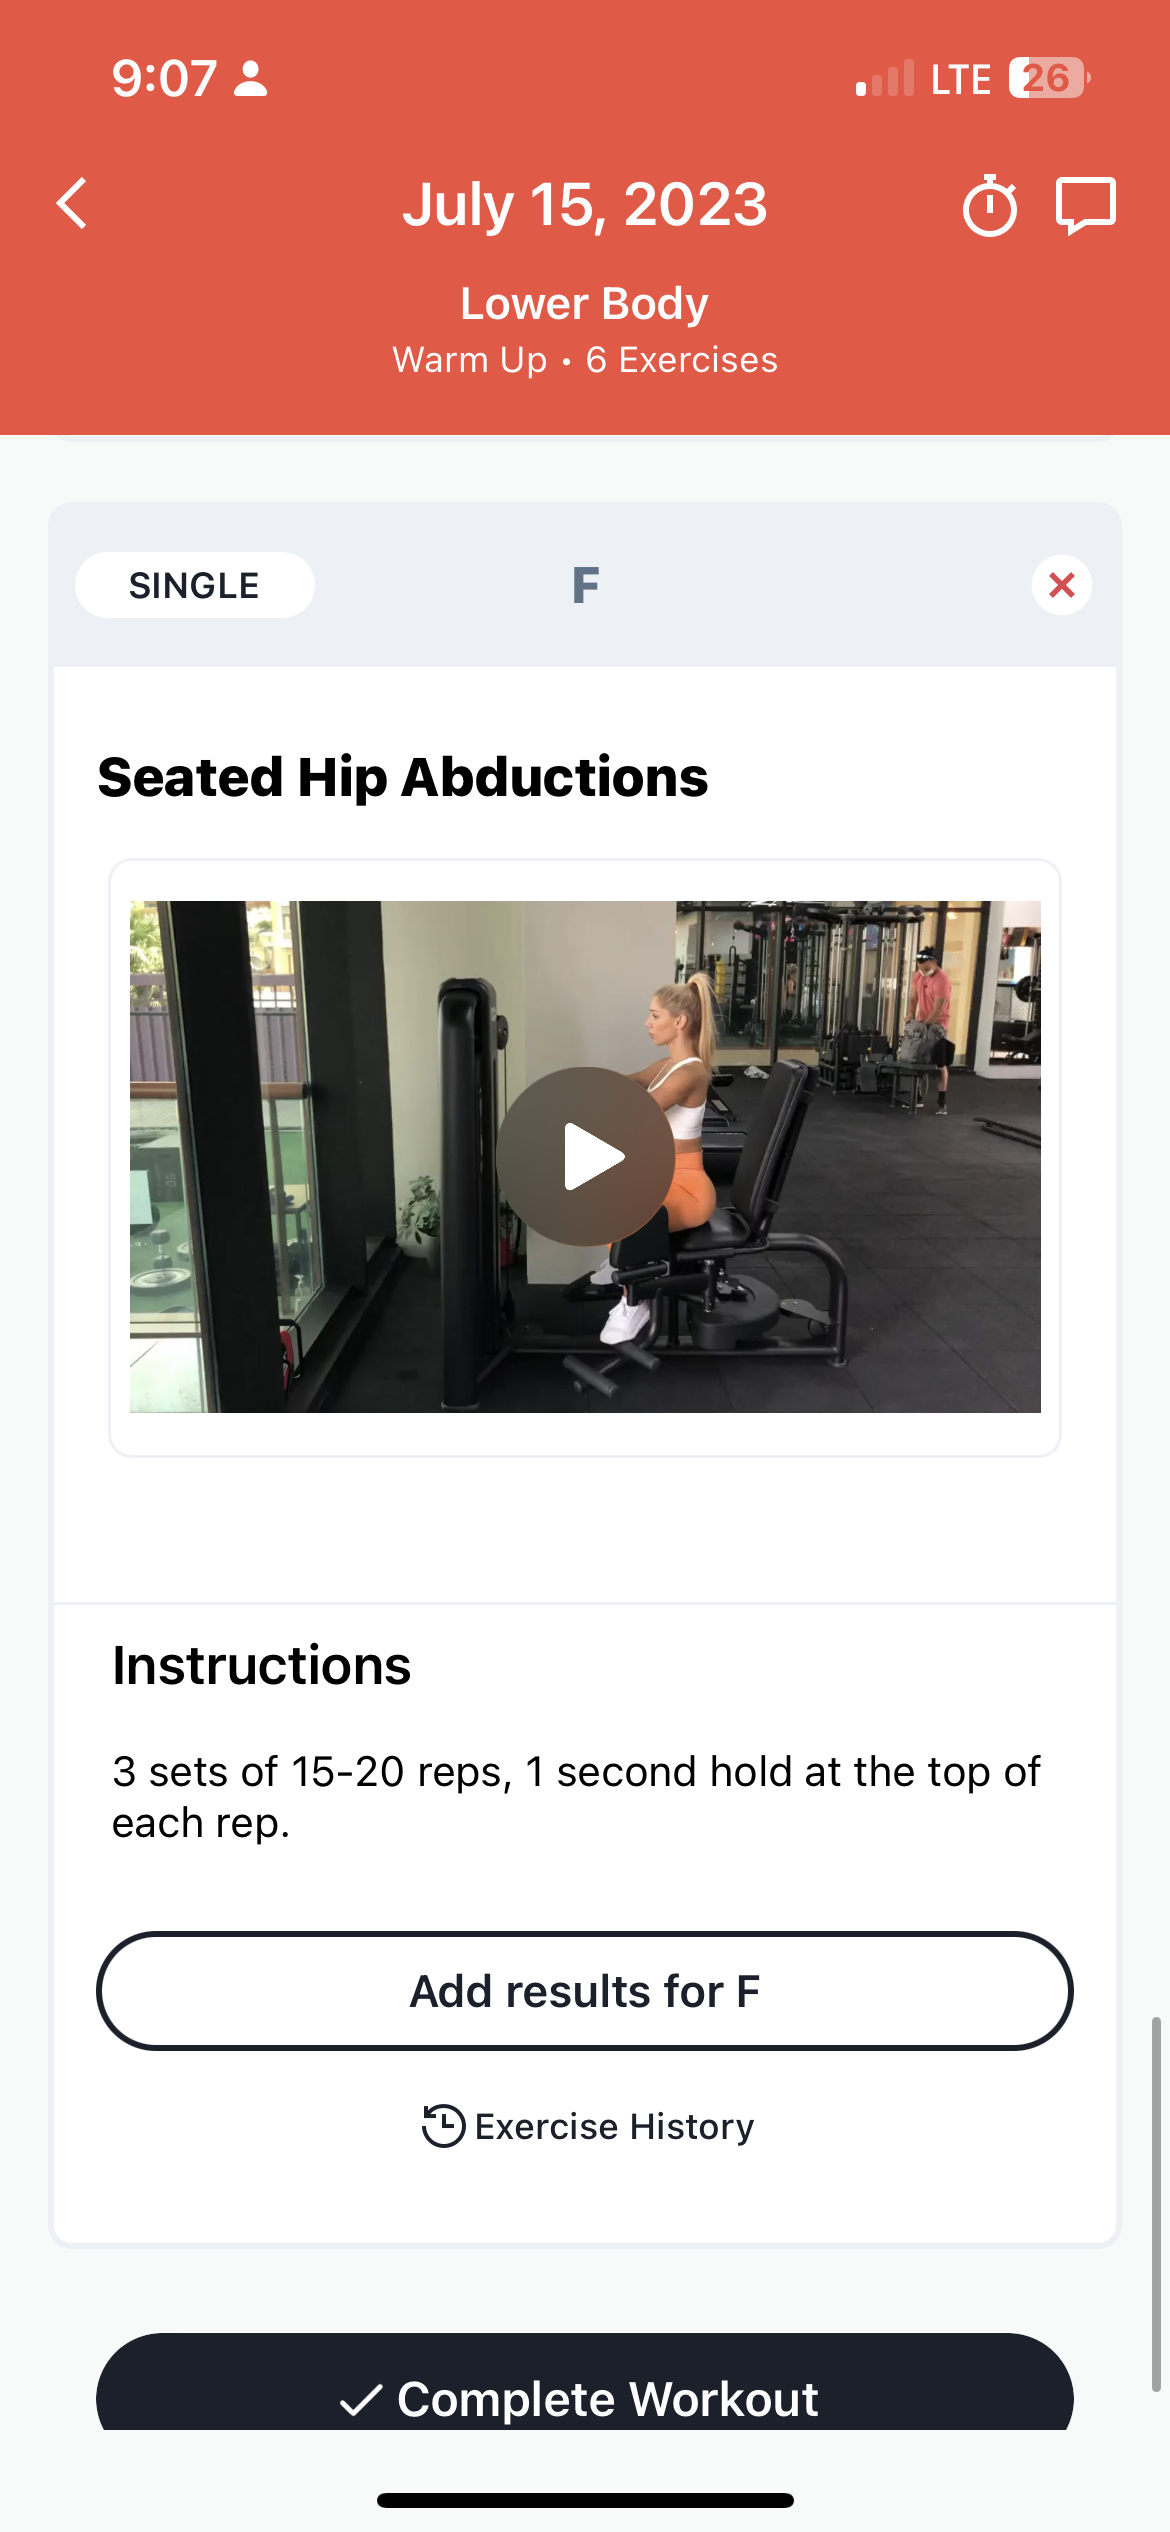 9:07
LTE 26
July 15, 2023
Lower Body
Warm Up • 6 Exercises
SINGLE
F
Seated Hip Abductions
Instructions
3 sets of 15-20 reps, 1 second hold at the top of
each rep.
Add results for F
Exercise History
Complete Workout